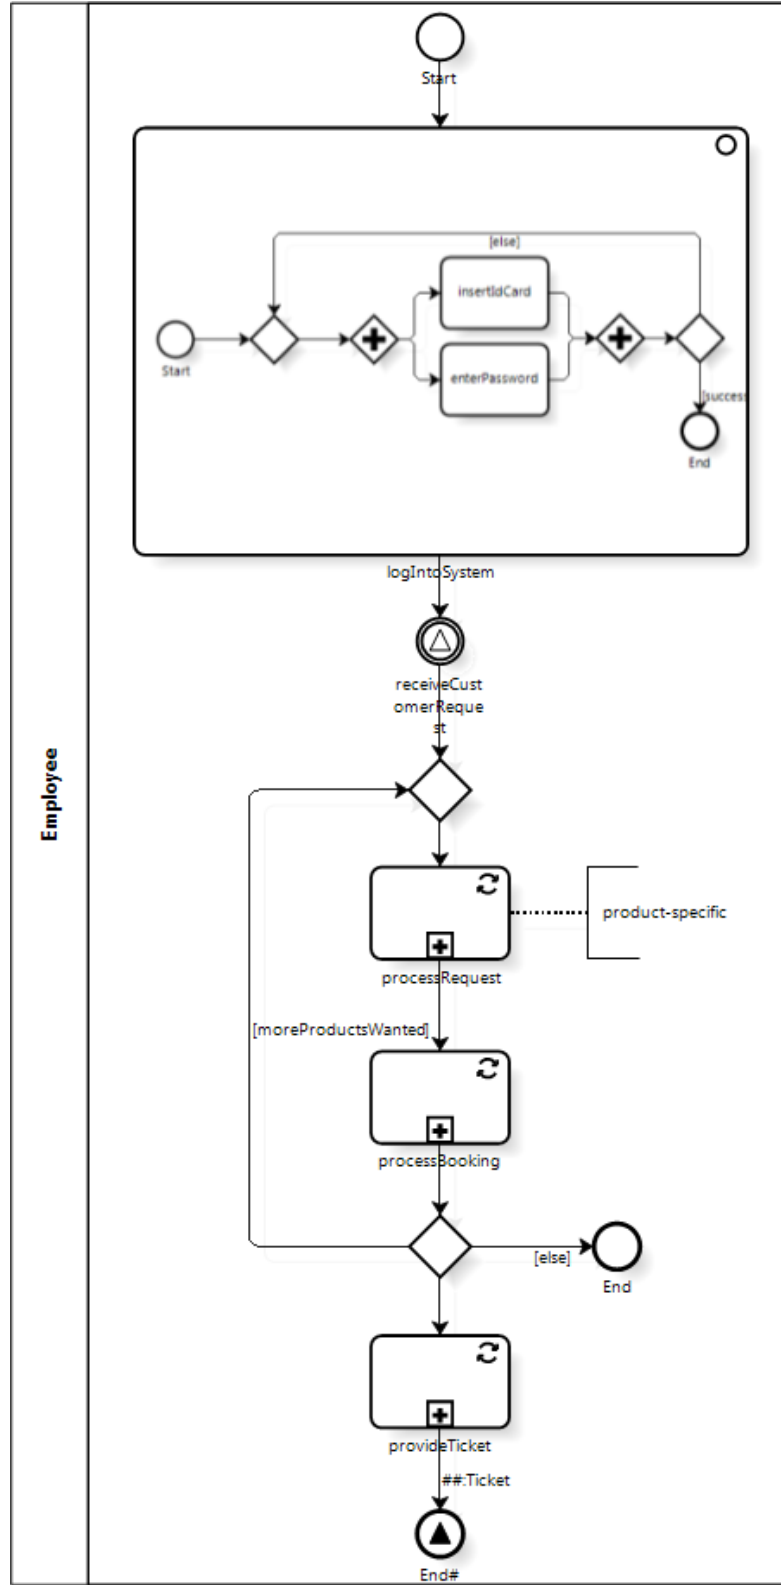 Start
[else]
insertIdCard
Start
enterPassword
[success
End
logIntoSystem
receiveCust
omerReque
st
Employee
product-specific
processRequest
[moreProductsWanted]
processBooking
[else]
End
provideTicket
##:Ticket
End#